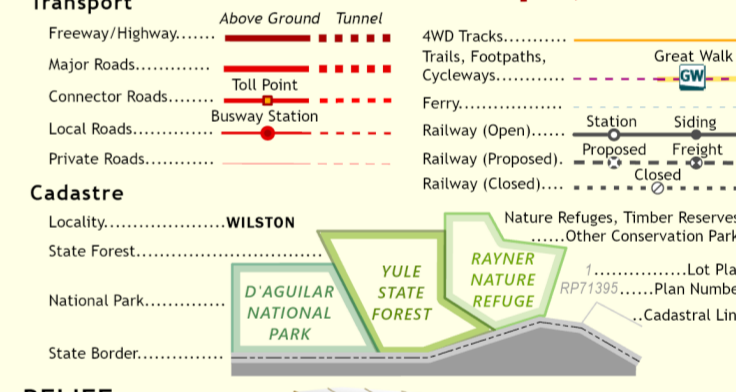 Transport
Above Ground Tunnel
Freeway/Highway.......
Major Roads.............
Toll Point
Connector Roads........
Busway Station
Local Roads..............
Private Roads............
4WD Tracks...........
Trails, Footpaths,
Cycleways............
Great Walk
GW
Ferry..................
Station Siding
Railway (Open)......
Proposed Freight
Railway (Proposed).
Closed
Railway (Closed)....
Cadastre
Locality.....................WILSTON
State Forest............................
National Park..............
State Border..............
D'AGUILAR
NATIONAL
PARK
YULE
STATE
FOREST
RAYNER
NATURE
REFUGE
Nature Refuges, Timber Reserves
......Other Conservation Park
1................Lot Pla
RP71395......Plan Numbe
..Cadastral Lin